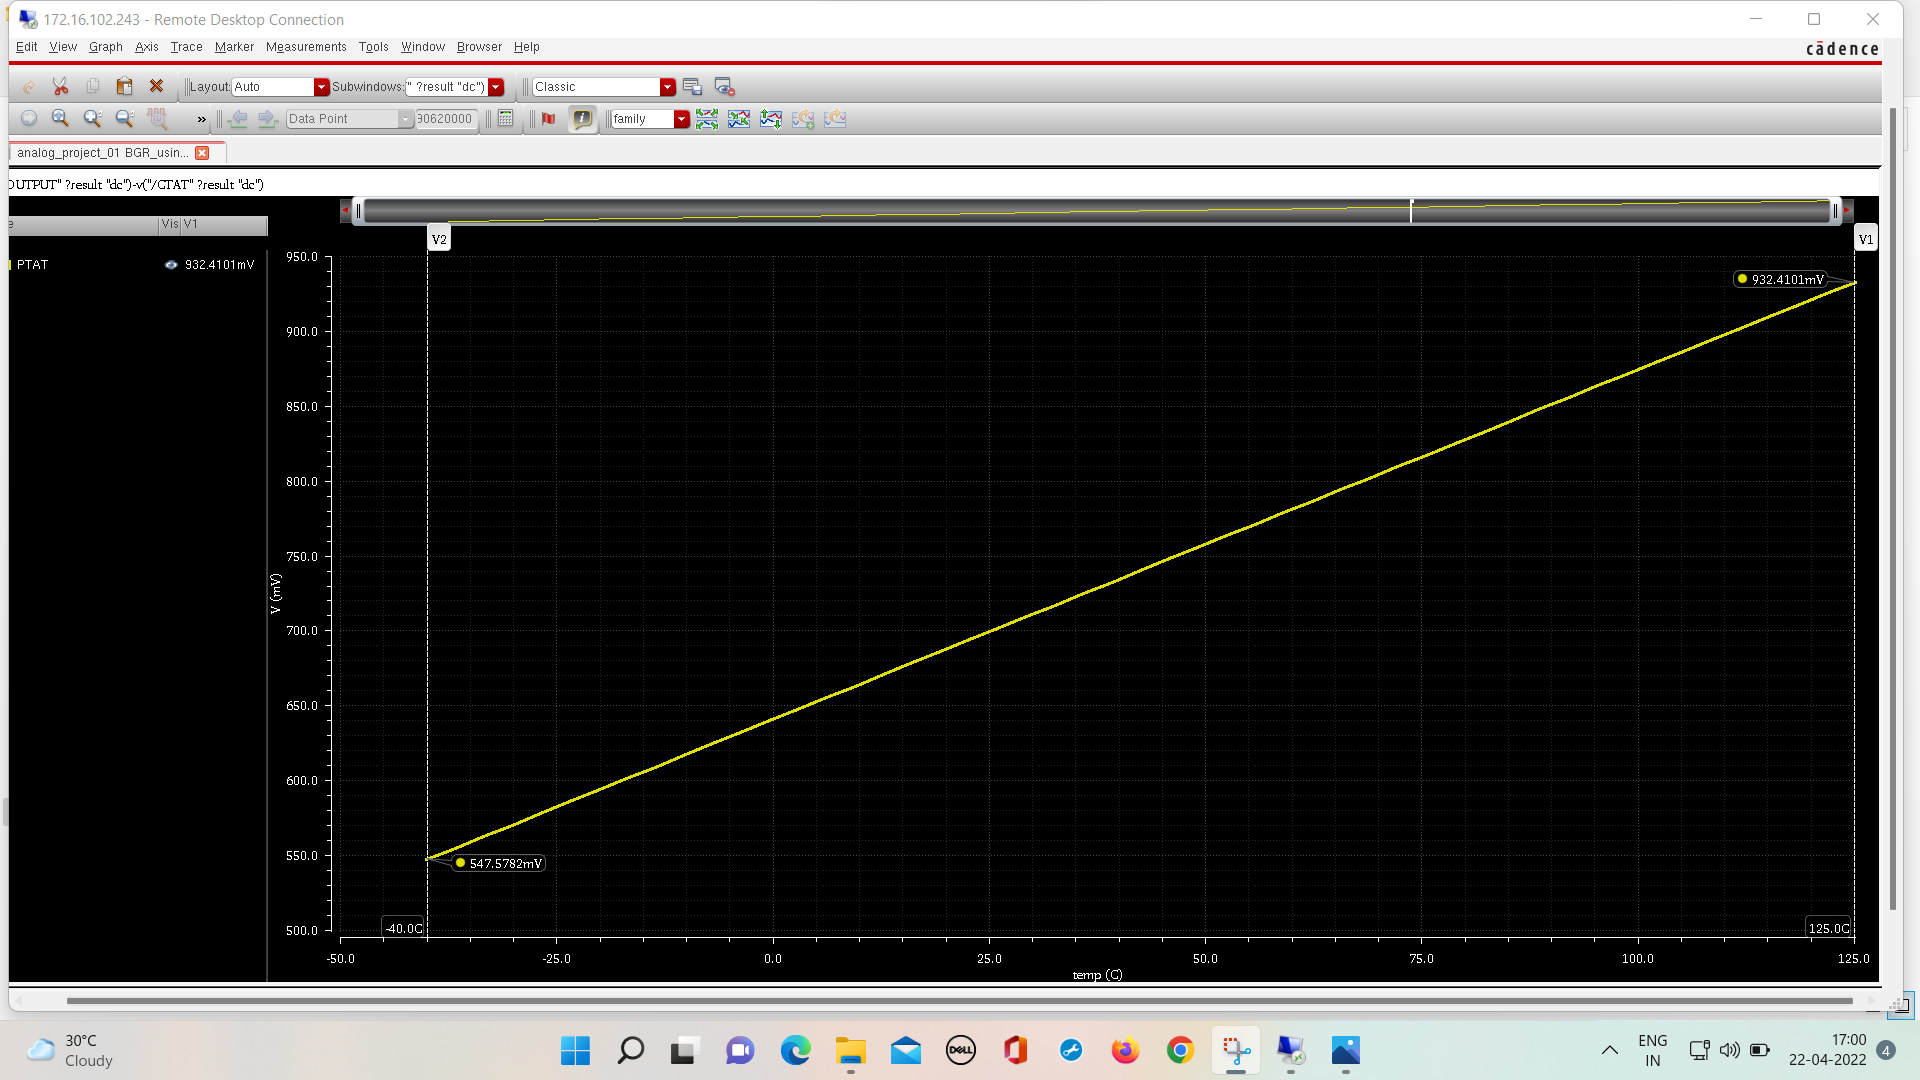 172.16.102.243 - Remote Desktop Connection
Edit View Graph Axis Trace Marker Measurements Tools Window Browser Help
cādence
Layout: Auto Subwindows: " ?result "dc") Classic
» Data Point 30620000 family
analog_project_01 BGR_usin...
OUTPUT" ?result "dc")-v("/CTAT" ?result "dc")
e Vis V1
V2
V1
PTAT 932.4101mV
950.0
932.4101mV
900.0
850.0
800.0
750.0
V (mV)
700.0
650.0
600.0
550.0
547.5782mV
500.0
-40.0C
125.0C
-50.0 -25.0 0.0 25.0 50.0 75.0 100.0 125.0
temp (C)
30°C
Cloudy
DELL
ENG
IN
17:00
22-04-2022
4